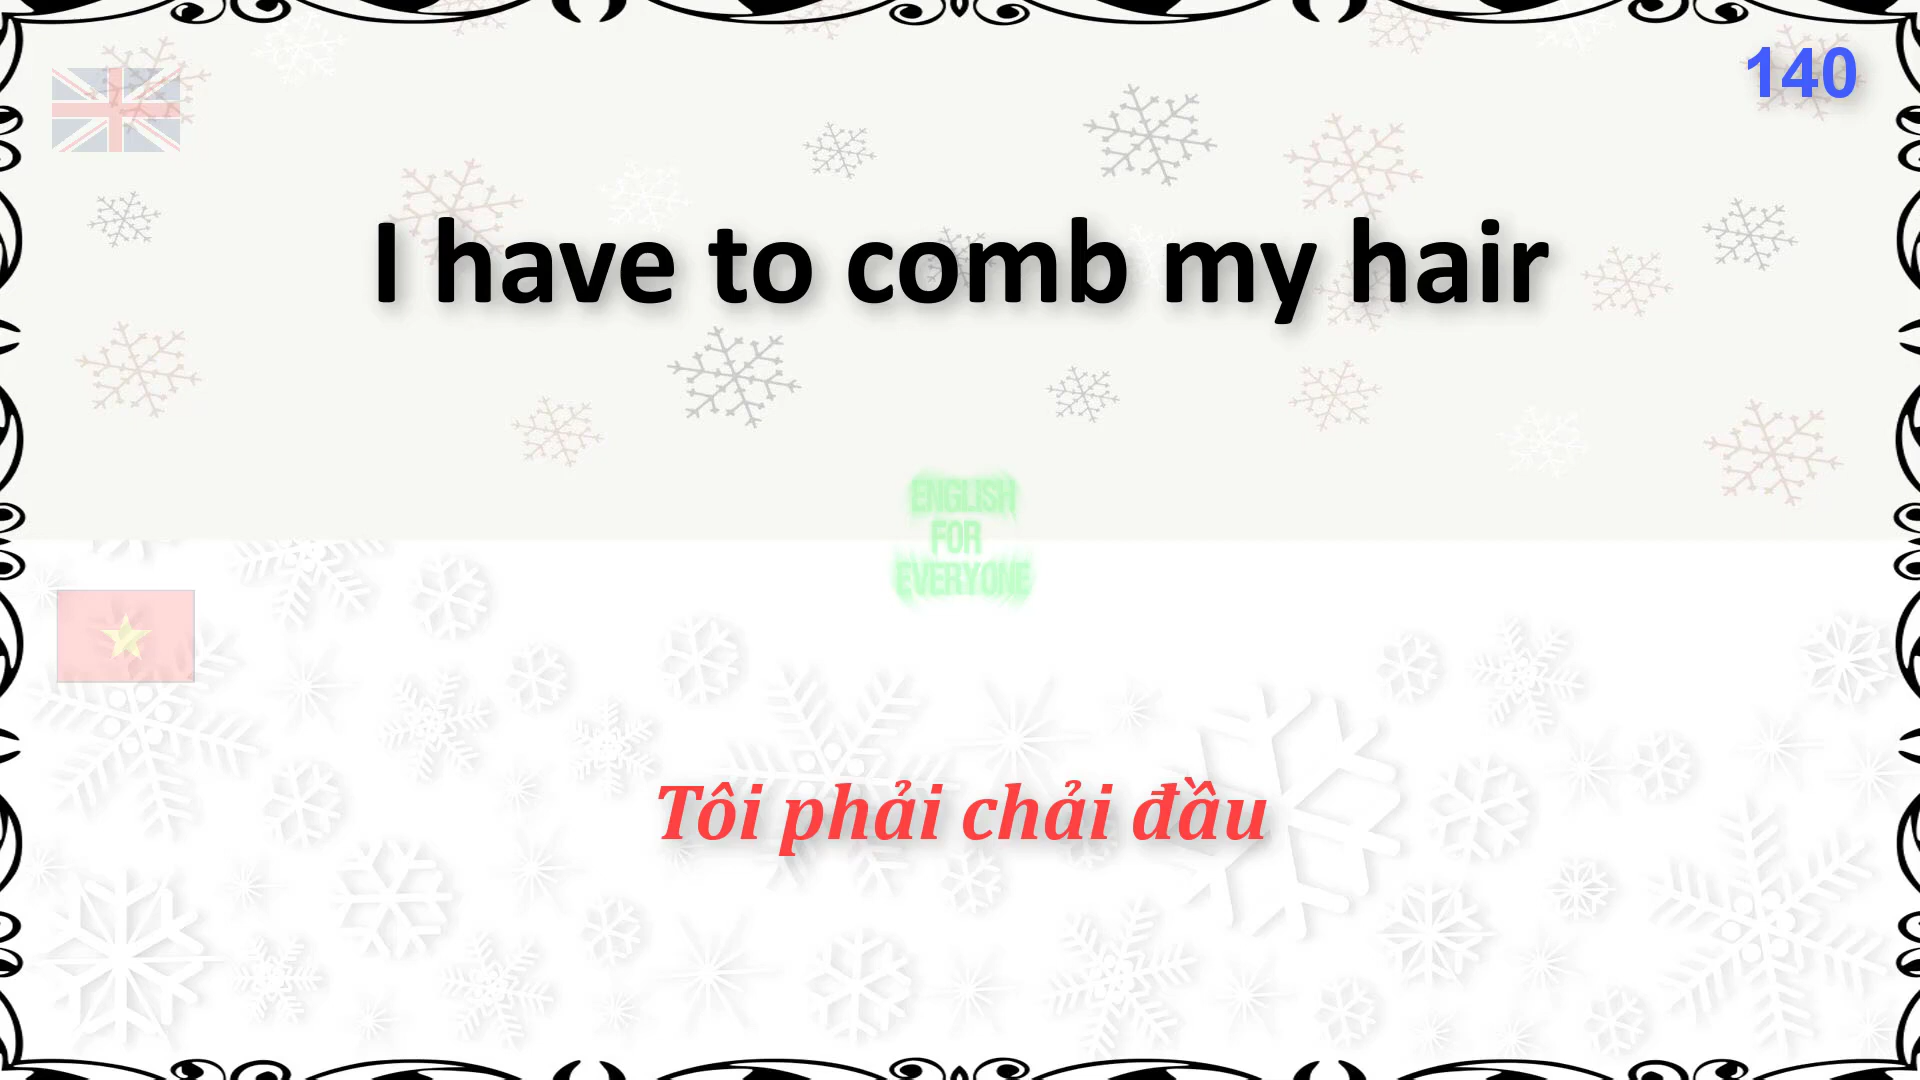 140
I have to comb my hair
ENGLISH
FOR
EVERYONE
Tôi phải chải đầu